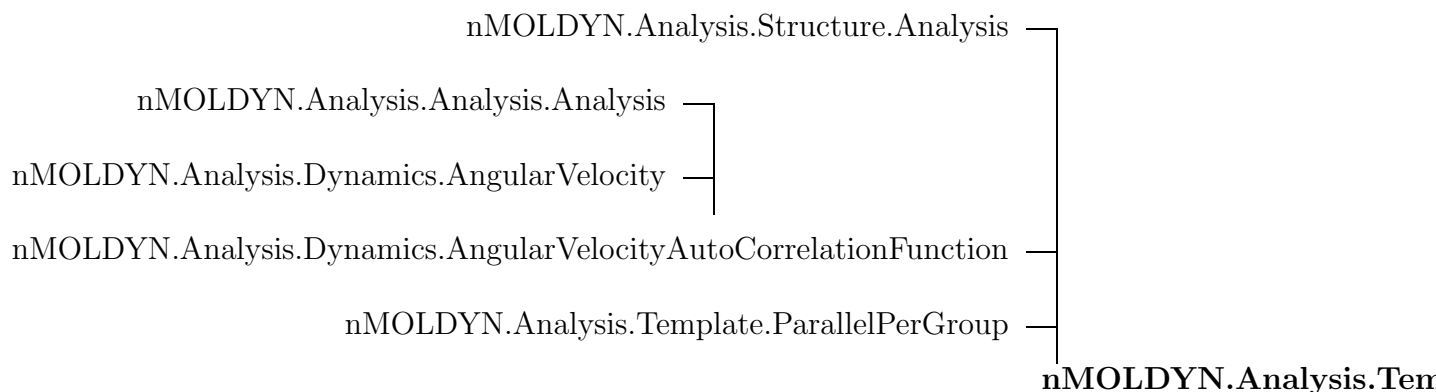 nMOLDYN.Analysis.Structure.Analysis
nMOLDYN.Analysis.Analysis.Analysis
nMOLDYN.Analysis.Dynamics.AngularVelocity
nMOLDYN.Analysis.Dynamics.AngularVelocityAutoCorrelationFunction
nMOLDYN.Analysis.Template.ParallelPerGroup
nMOLDYN.Analysis.Tem